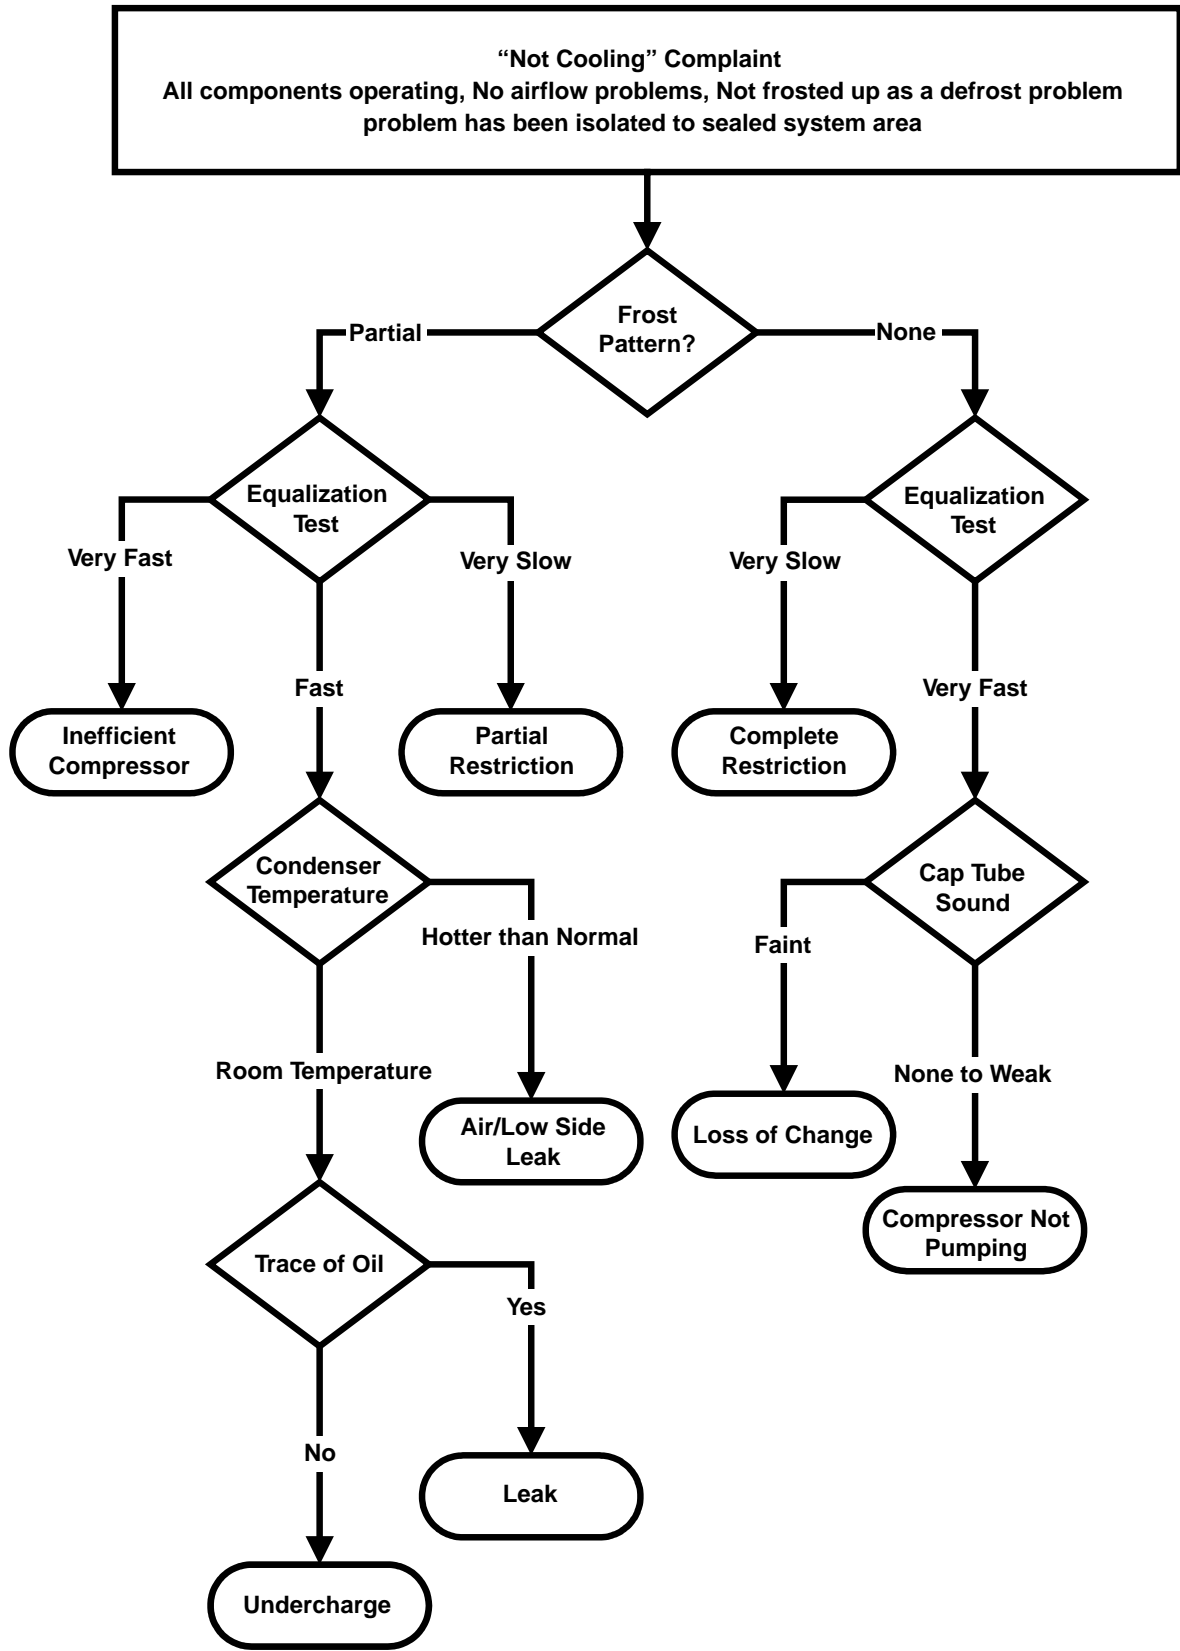 “Not Cooling” Complaint
All components operating, No airflow problems, Not frosted up as a defrost problem
problem has been isolated to sealed system area
Frost
Pattern?
Partial
None
Equalization
Test
Equalization
Test
Very Fast
Very Slow
Very Slow
Fast
Very Fast
Inefficient
Compressor
Partial
Restriction
Complete
Restriction
Condenser
Temperature
Cap Tube
Sound
Hotter than Normal
Faint
Room Temperature
None to Weak
Air/Low Side
Leak
Loss of Change
Compressor Not
Pumping
Trace of Oil
Yes
No
Leak
Undercharge